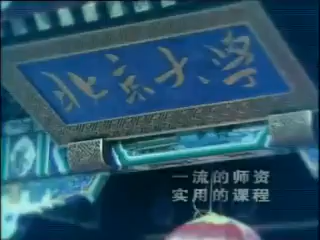 北京大学
一流的师资
实用的课程